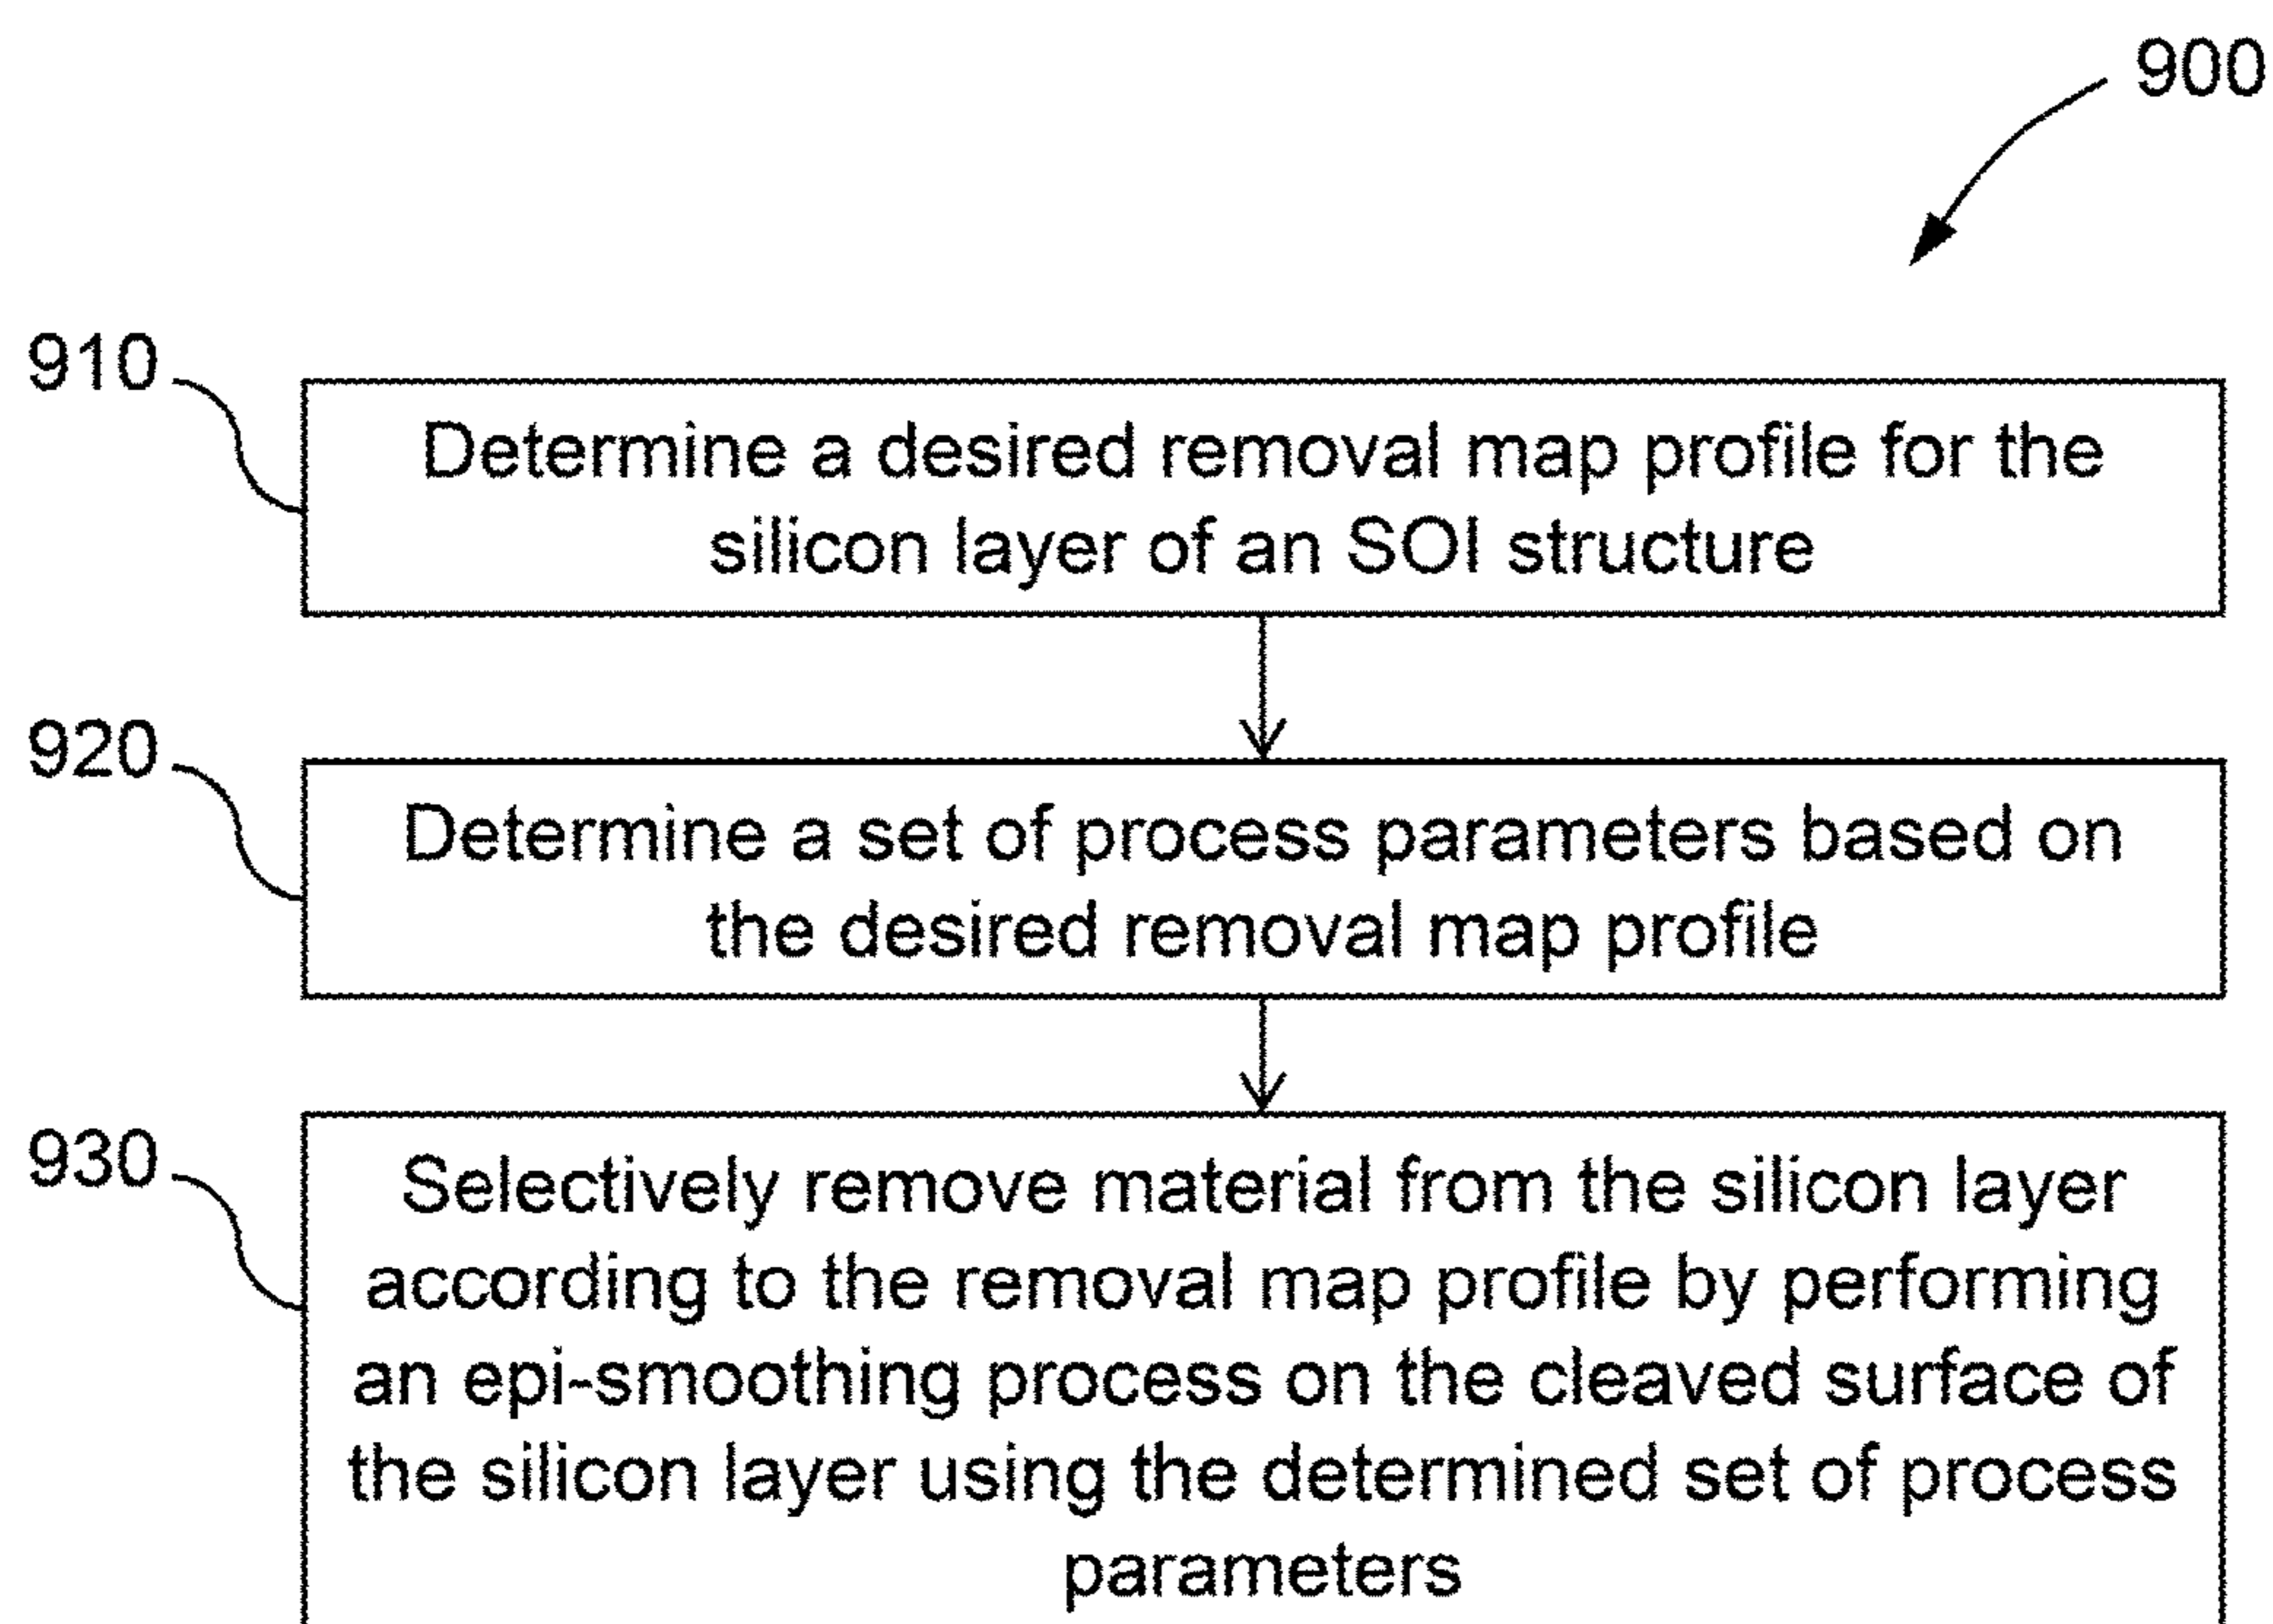 900
910
Determine a desired removal map profile for the
silicon layer of an SOI structure
920
Determine a set of process parameters based on
the desired removal map profile
930
Selectively remove material from the silicon layer
according to the removal map profile by performing
an epi-smoothing process on the cleaved surface of
the silicon layer using the determined set of process
parameters